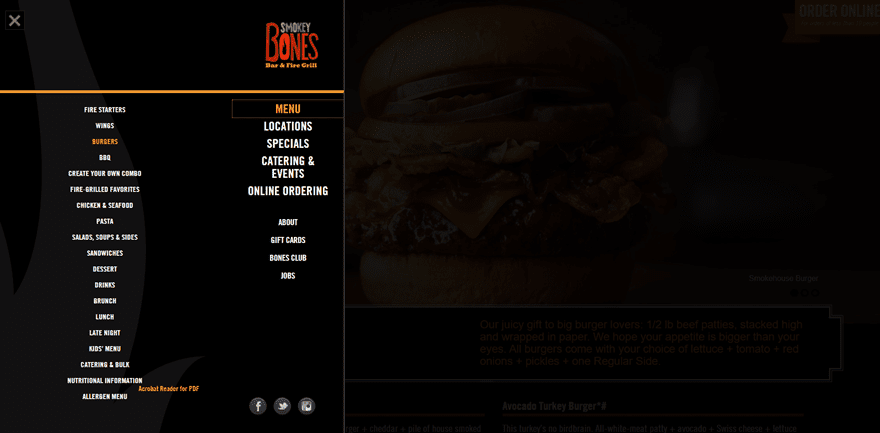 SMOKEY
BONES
Bar & Fire Grill
ORDER ONLINE
FIRE STARTERS
WINGS
BURGERS
BBQ
CREATE YOUR OWN COMBO
FIRE-GRILLED FAVORITES
CHICKEN & SEAFOOD
PASTA
SALADS, SOUPS & SIDES
SANDWICHES
DESSERT
DRINKS
BRUNCH
LUNCH
LATE NIGHT
KIDS' MENU
CATERING & BULK
NUTRITIONAL INFORMATION
Acrobat Reader for PDF
ALLERGEN MENU
MENU
LOCATIONS
SPECIALS
CATERING &
EVENTS
ONLINE ORDERING
ABOUT
GIFT CARDS
BONES CLUB
JOBS
Smokehouse Burger
Our juicy gift to big burger lovers: 1/2 lb beef patties, stacked high
and wrapped in paper. We hope your appetite is bigger than your
eyes. All burgers come with your choice of lettuce + tomato + red
onions + pickles + one Regular Side
Avocado Turkey Burger*#
rger + cheddar + pile of house smoked
This turkey's no birdbrain. All-white-meat patty + avocado + Swiss cheese + lettuce